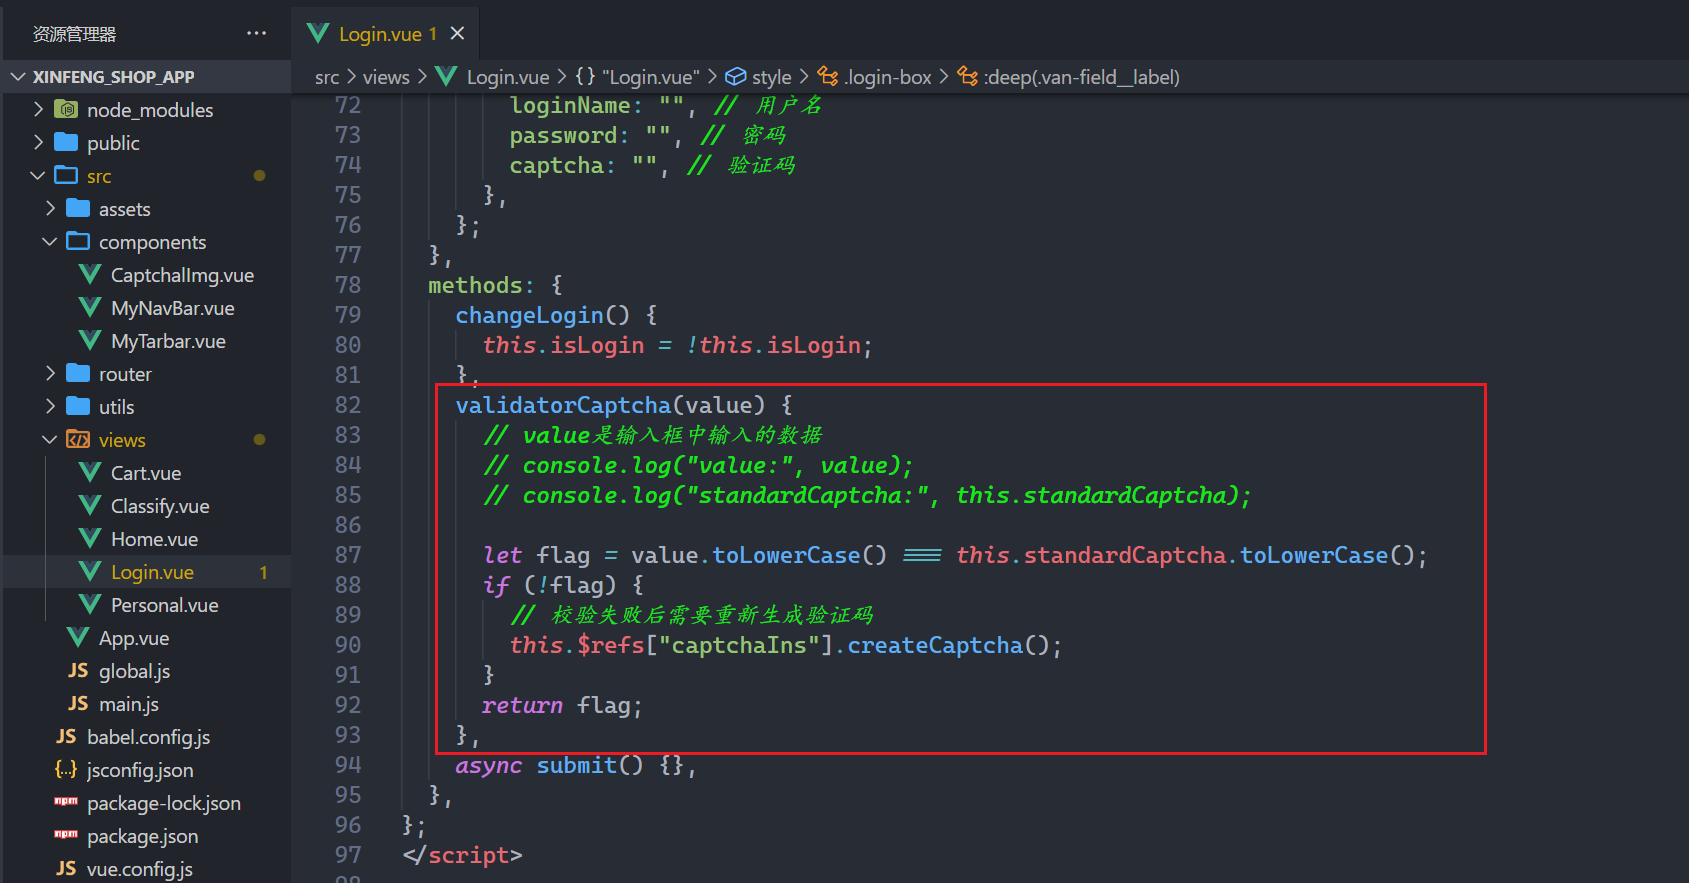 资源管理器
XINFENG_SHOP_APP
node_modules
public
src
assets
components
CaptchaImg.vue
MyNavBar.vue
MyTarbar.vue
router
utils
views
Cart.vue
Classify.vue
Home.vue
Login.vue 1
Personal.vue
App.vue
JS global.js
JS main.js
JS babel.config.js
{..} jsconfig.json
npm package-lock.json
npm package.json
JS vue.config.js
Login.vue 1
src > views > Login.vue > {} "Login.vue" > style > .login-box > :deep(.van-field__label)
72 loginName: "", // 用户名
73 password: "", // 密码
74 captcha: "", // 验证码
75 },
76 };
77 },
78 methods: {
79 changeLogin() {
80 this.isLogin = !this.isLogin;
81 },
82 validatorCaptcha(value) {
83 // value是输入框中输入的数据
84 // console.log("value:", value);
85 // console.log("standardCaptcha:", this.standardCaptcha);
86
87 let flag = value.toLowerCase() === this.standardCaptcha.toLowerCase();
88 if (!flag) {
89 // 校验失败后需要重新生成验证码
90 this.$refs["captchaIns"].createCaptcha();
91 }
92 return flag;
93 },
94 async submit() {},
95 },
96 };
97 </script>
98